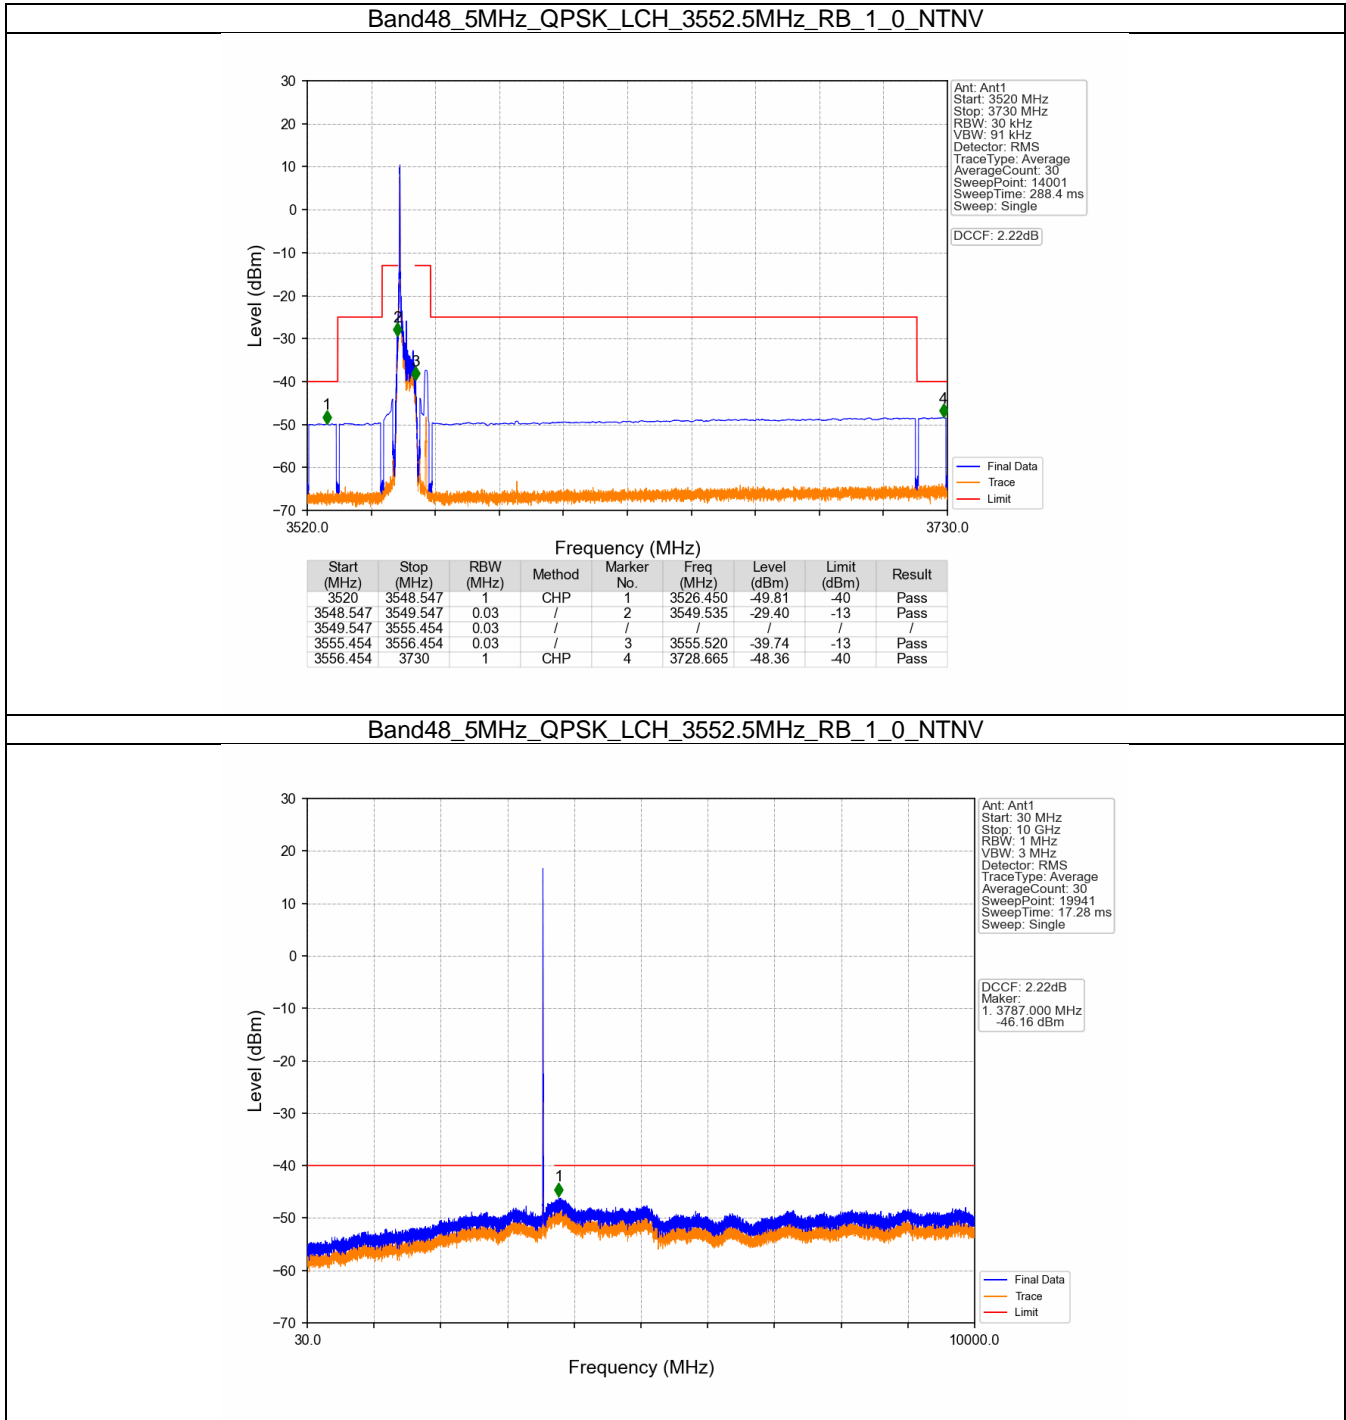 Band48_5MHz_QPSK_LCH_3552.5MHz_RB_1_0_NTNV
30
20
10
0
−10
−20
−30
−40
−50
−60
−70
Level (dBm)
1
2
3
4
3520.0
3730.0
Frequency (MHz)
Ant: Ant1
Start: 3520 MHz
Stop: 3730 MHz
RBW: 30 kHz
VBW: 91 kHz
Detector: RMS
TraceType: Average
AverageCount: 30
SweepPoint: 14001
SweepTime: 288.4 ms
Sweep: Single
DCCF: 2.22dB
Final Data
Trace
Limit
Start (MHz) Stop (MHz) RBW (MHz) Method Marker No. Freq (MHz) Level (dBm) Limit (dBm) Result
3520 3548.547 1 CHP 1 3526.450 -49.81 -40 Pass
3548.547 3549.547 0.03 / 2 3549.535 -29.40 -13 Pass
3549.547 3555.454 0.03 / / / / / /
3555.454 3556.454 0.03 / 3 3555.520 -39.74 -13 Pass
3556.454 3730 1 CHP 4 3728.665 -48.36 -40 Pass
Band48_5MHz_QPSK_LCH_3552.5MHz_RB_1_0_NTNV
30
20
10
0
−10
−20
−30
−40
−50
−60
−70
Level (dBm)
1
30.0
10000.0
Frequency (MHz)
Ant: Ant1
Start: 30 MHz
Stop: 10 GHz
RBW: 1 MHz
VBW: 3 MHz
Detector: RMS
TraceType: Average
AverageCount: 30
SweepPoint: 19941
SweepTime: 17.28 ms
Sweep: Single
DCCF: 2.22dB
Maker:
1. 3787.000 MHz
-46.16 dBm
Final Data
Trace
Limit